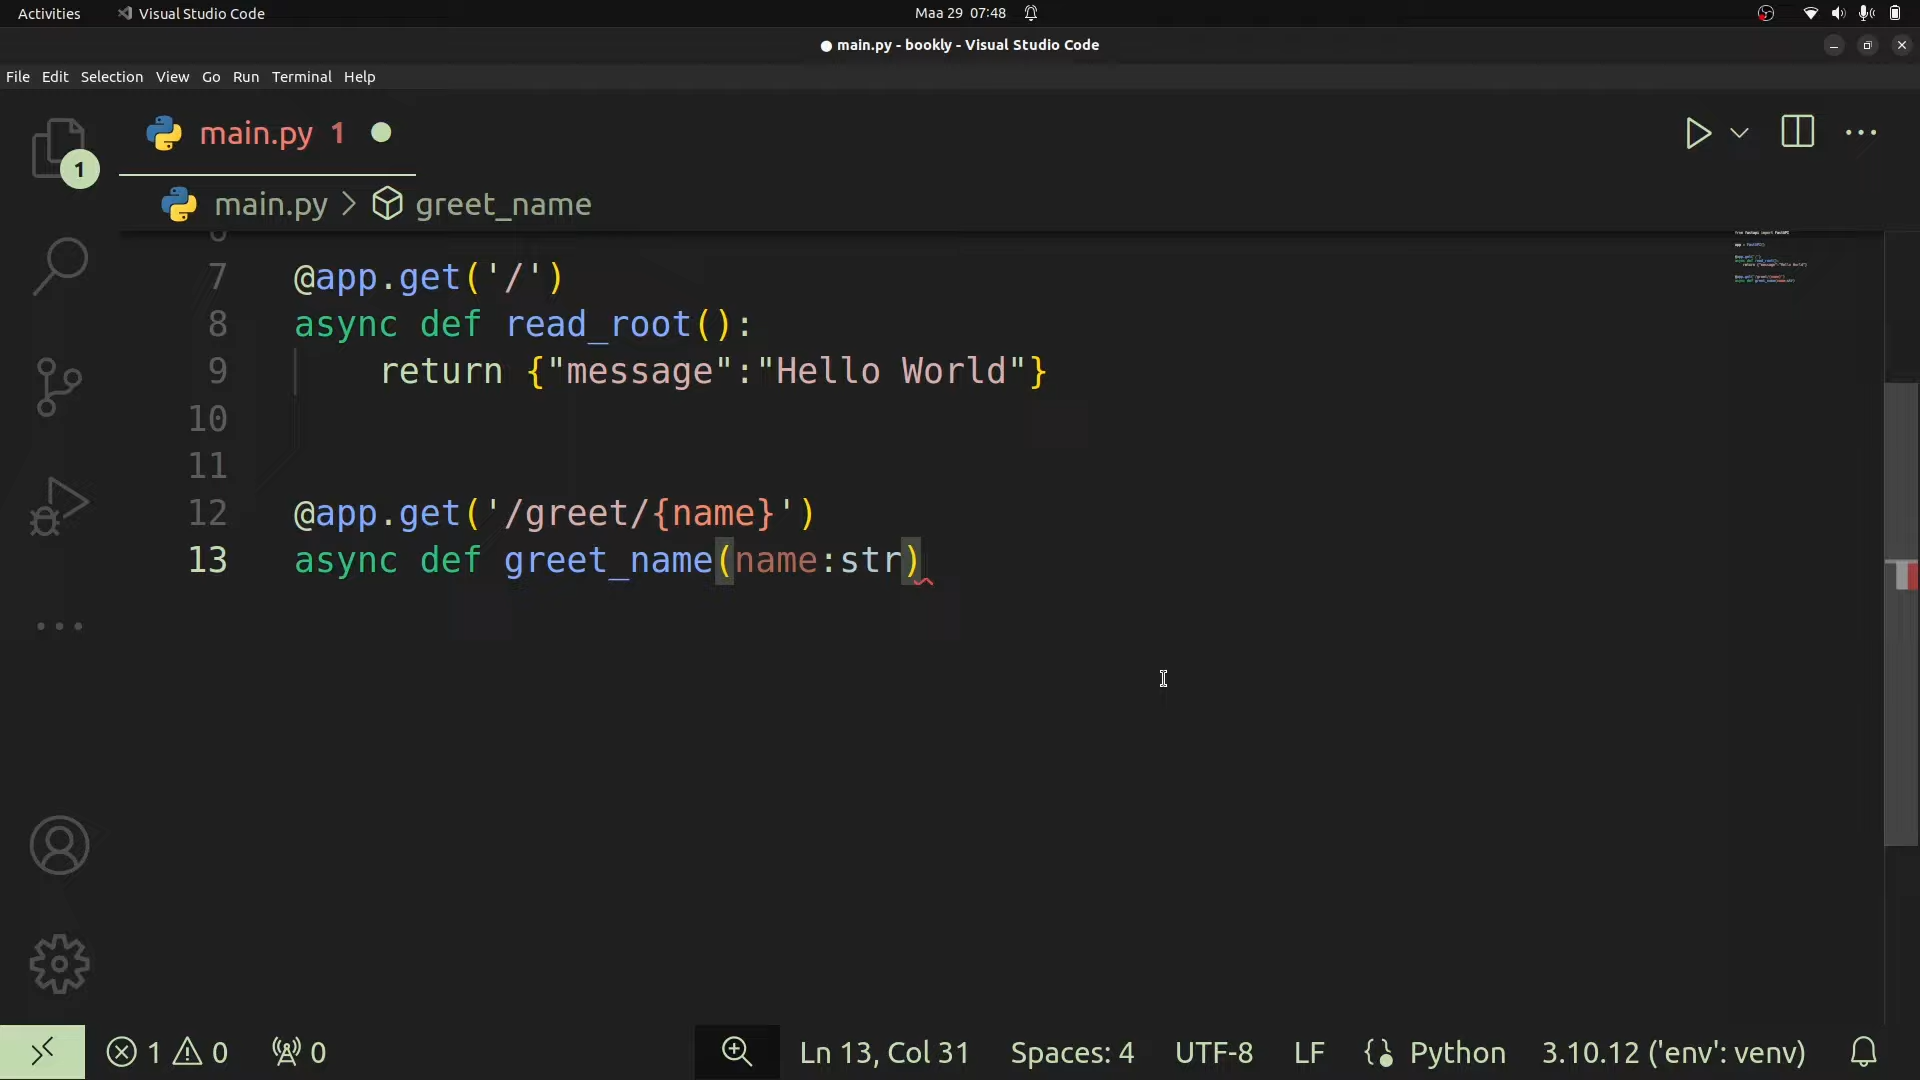 Activities Visual Studio Code Maa 29 07:48
main.py - bookly - Visual Studio Code
File Edit Selection View Go Run Terminal Help
main.py 1
1
main.py > greet_name
6
7 @app.get('/')
8 async def read_root():
9 return {"message":"Hello World"}
10
11
12 @app.get('/greet/{name}')
13 async def greet_name(name:str)
1 0 0 Ln 13, Col 31 Spaces: 4 UTF-8 LF Python 3.10.12 ('env': venv)